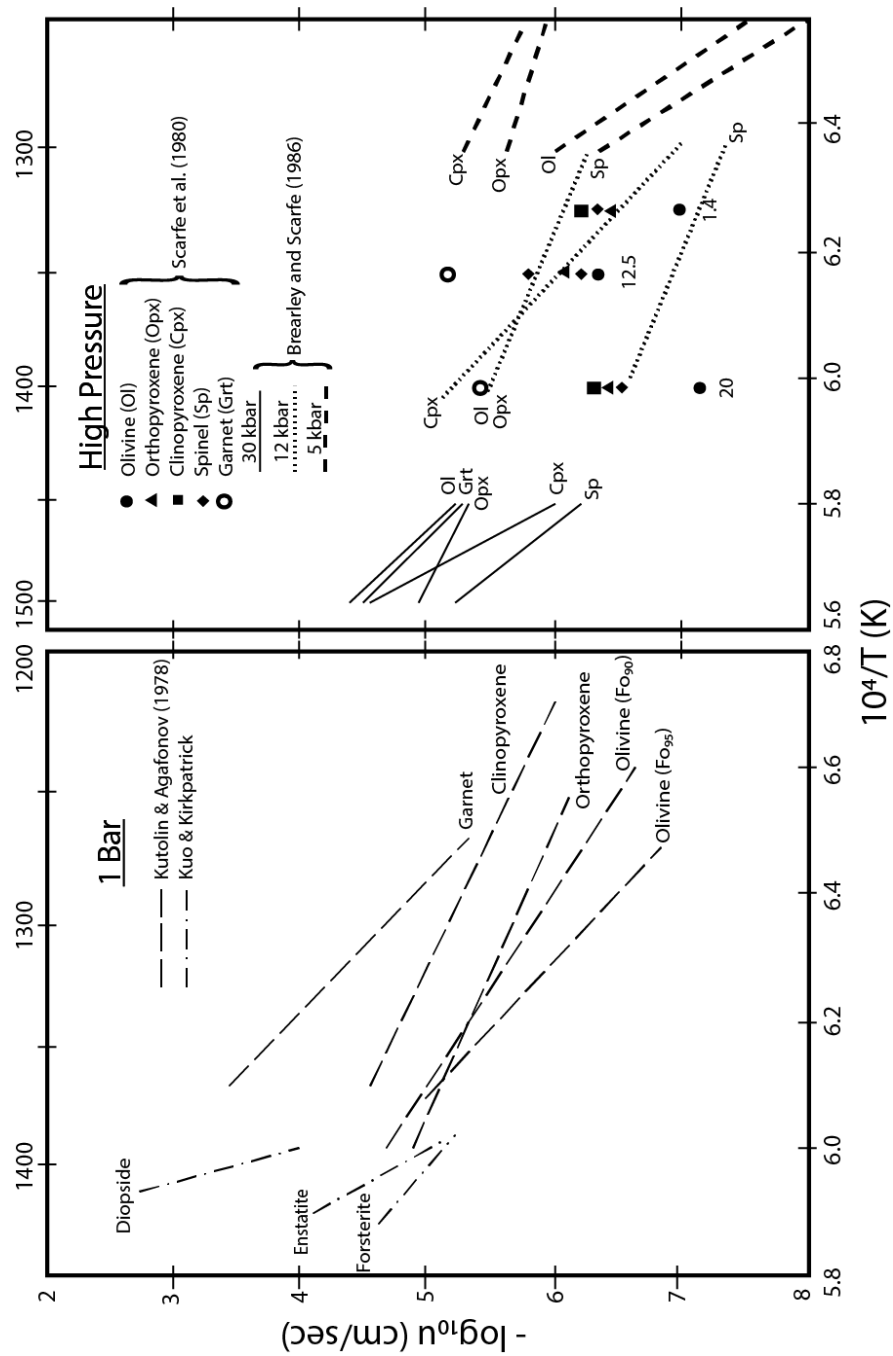 1200
1300
1400
1 Bar
Kutolin & Agafonov (1978)
Kuo & Kirkpatrick
Diopside
Enstatite
Forsterite
Garnet
Clinopyroxene
Orthopyroxene
Olivine (Fo₉₀)
Olivine (Fo₉₅)
2
3
4
5
6
7
8
- log₁₀u (cm/sec)
5.8
6.0
6.2
6.4
6.6
6.8
1500
1400
1300
High Pressure
Olivine (Ol)
Orthopyroxene (Opx)
Clinopyroxene (Cpx)
Spinel (Sp)
Garnet (Grt)
Scarfe et al. (1980)
30 kbar
12 kbar
5 kbar
Brearley and Scarfe (1986)
Ol
Grt
Opx
Cpx
Sp
Cpx
Ol
Opx
Cpx
Opx
Ol
Sp
Sp
20
12.5
1.4
5.6
5.8
6.0
6.2
6.4
10⁴/T (K)